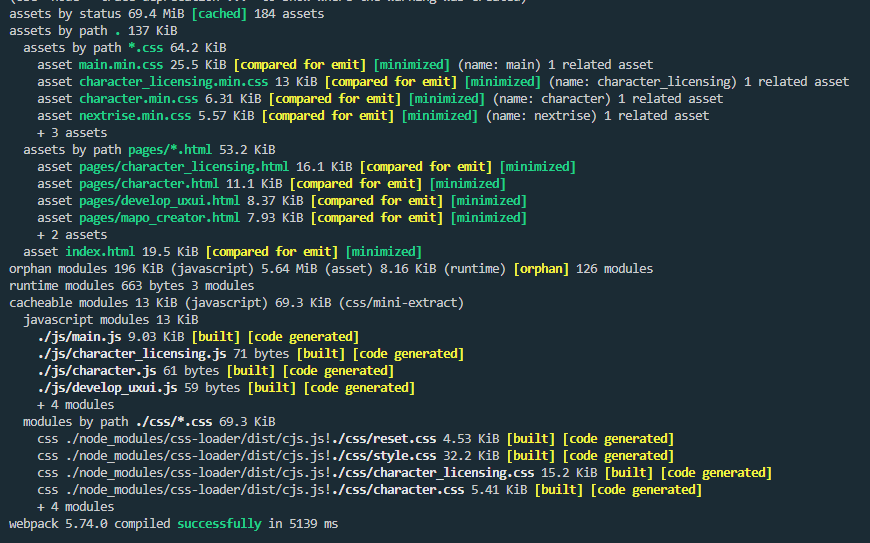 assets by status 69.4 MiB [cached] 184 assets
assets by path . 137 KiB
assets by path *.css 64.2 KiB
asset main.min.css 25.5 KiB [compared for emit] [minimized] (name: main) 1 related asset
asset character_licensing.min.css 13 KiB [compared for emit] [minimized] (name: character_licensing) 1 related asset
asset character.min.css 6.31 KiB [compared for emit] [minimized] (name: character) 1 related asset
asset nextrise.min.css 5.57 KiB [compared for emit] [minimized] (name: nextrise) 1 related asset
+ 3 assets
assets by path pages/*.html 53.2 KiB
asset pages/character_licensing.html 16.1 KiB [compared for emit] [minimized]
asset pages/character.html 11.1 KiB [compared for emit] [minimized]
asset pages/develop_uxui.html 8.37 KiB [compared for emit] [minimized]
asset pages/mapo_creator.html 7.93 KiB [compared for emit] [minimized]
+ 2 assets
asset index.html 19.5 KiB [compared for emit] [minimized]
orphan modules 196 KiB (javascript) 5.64 MiB (asset) 8.16 KiB (runtime) [orphan] 126 modules
runtime modules 663 bytes 3 modules
cacheable modules 13 KiB (javascript) 69.3 KiB (css/mini-extract)
javascript modules 13 KiB
./js/main.js 9.03 KiB [built] [code generated]
./js/character_licensing.js 71 bytes [built] [code generated]
./js/character.js 61 bytes [built] [code generated]
./js/develop_uxui.js 59 bytes [built] [code generated]
+ 4 modules
modules by path ./css/*.css 69.3 KiB
css ./node_modules/css-loader/dist/cjs.js!./css/reset.css 4.53 KiB [built] [code generated]
css ./node_modules/css-loader/dist/cjs.js!./css/style.css 32.2 KiB [built] [code generated]
css ./node_modules/css-loader/dist/cjs.js!./css/character_licensing.css 15.2 KiB [built] [code generated]
css ./node_modules/css-loader/dist/cjs.js!./css/character.css 5.41 KiB [built] [code generated]
+ 4 modules
webpack 5.74.0 compiled successfully in 5139 ms